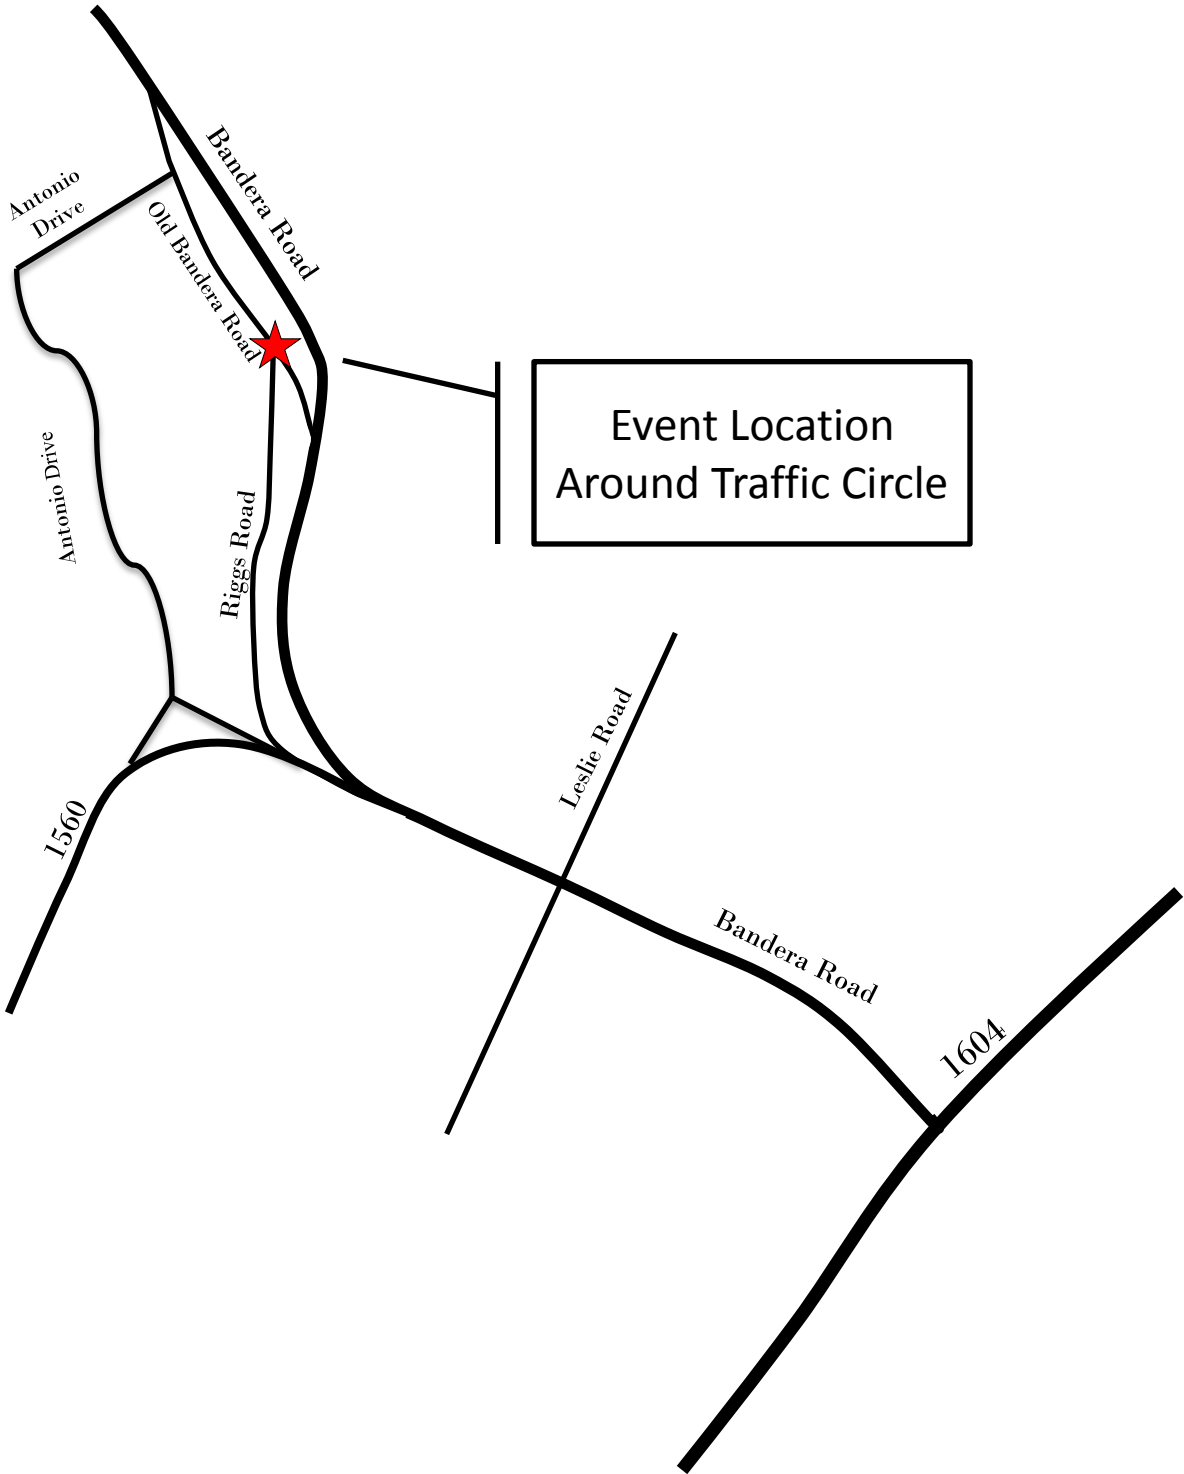 Bandera Road
Antonio
Drive
Old Bandera Road
Event Location
Around Traffic Circle
Antonio Drive
Riggs Road
Leslie Road
1560
Bandera Road
1604